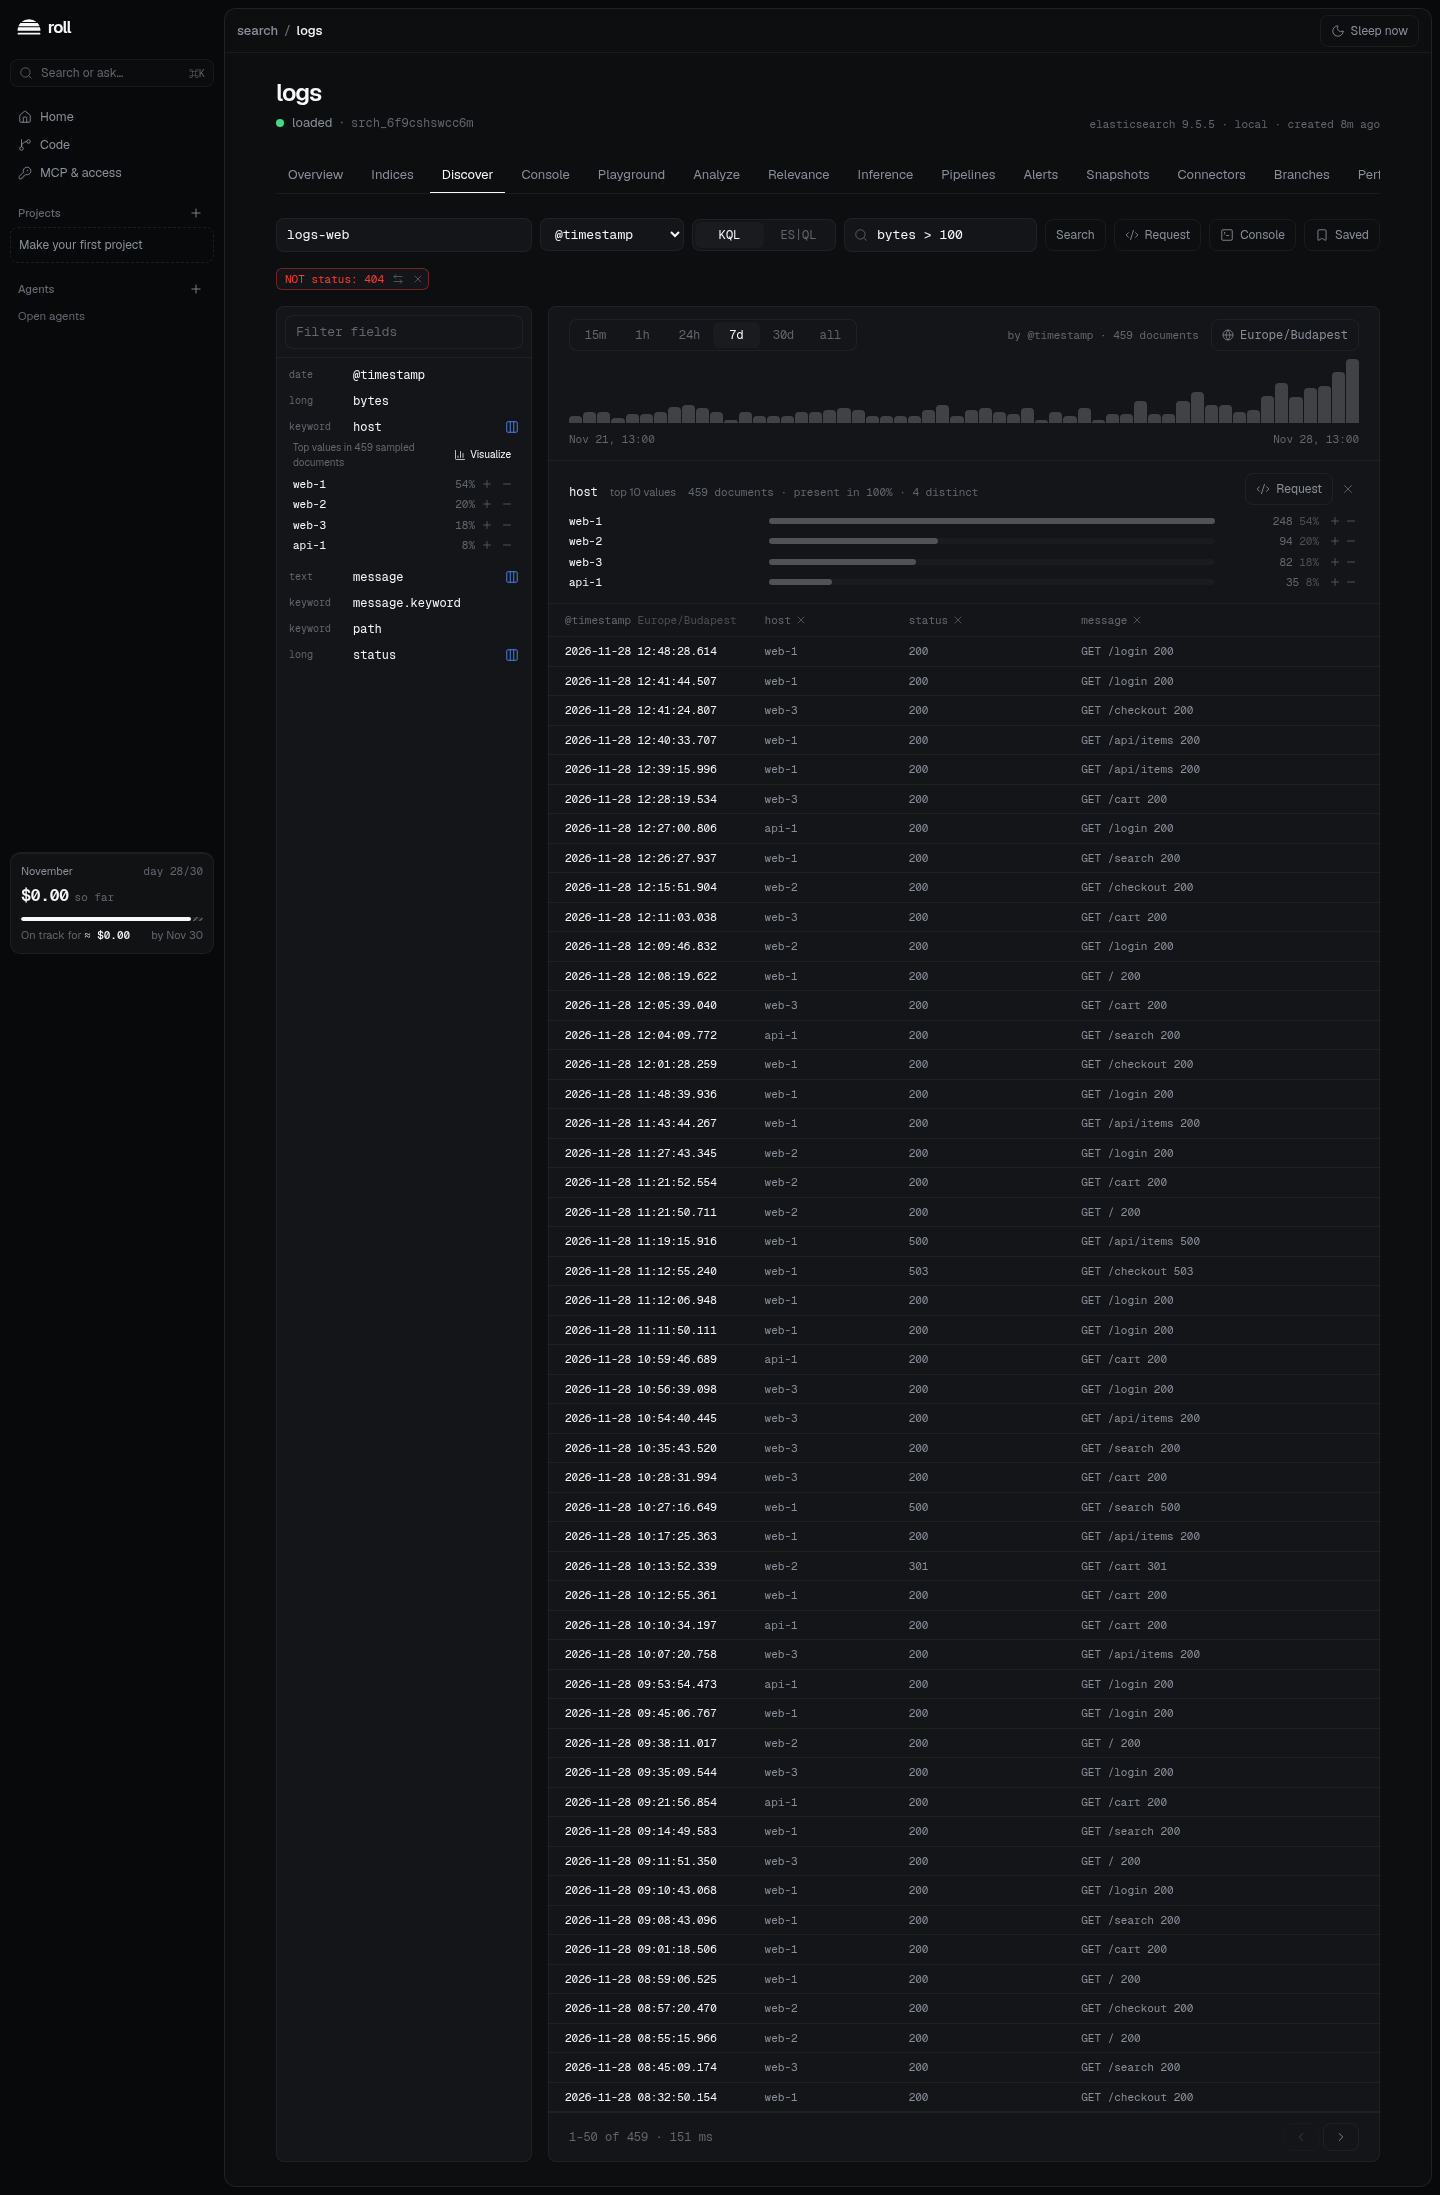 roll
search / logs
Sleep now
Search or ask... ⌘K
Home
Code
MCP & access
Projects
Make your first project
Agents
Open agents
November day 28/30
$0.00 so far
On track for ≈ $0.00 by Nov 30
logs
loaded · srch_6f9cshswcc6m
elasticsearch 9.5.5 · local · created 8m ago
Overview Indices Discover Console Playground Analyze Relevance Inference Pipelines Alerts Snapshots Connectors Branches Perf
logs-web @timestamp KQL ES|QL bytes > 100 Search Request Console Saved
NOT status: 404
Filter fields
date @timestamp
long bytes
keyword host
Top values in 459 sampled documents Visualize
web-1 54%
web-2 20%
web-3 18%
api-1 8%
text message
keyword message.keyword
keyword path
long status
15m 1h 24h 7d 30d all by @timestamp · 459 documents Europe/Budapest
Nov 21, 13:00 Nov 28, 13:00
host top 10 values 459 documents · present in 100% · 4 distinct Request
web-1 248 54%
web-2 94 20%
web-3 82 18%
api-1 35 8%
@timestamp Europe/Budapest host status message
2026-11-28 12:48:28.614 web-1 200 GET /login 200
2026-11-28 12:41:44.507 web-1 200 GET /login 200
2026-11-28 12:41:24.807 web-3 200 GET /checkout 200
2026-11-28 12:40:33.707 web-1 200 GET /api/items 200
2026-11-28 12:39:15.996 web-1 200 GET /api/items 200
2026-11-28 12:28:19.534 web-3 200 GET /cart 200
2026-11-28 12:27:00.806 api-1 200 GET /login 200
2026-11-28 12:26:27.937 web-1 200 GET /search 200
2026-11-28 12:15:51.904 web-2 200 GET /checkout 200
2026-11-28 12:11:03.038 web-3 200 GET /cart 200
2026-11-28 12:09:46.832 web-2 200 GET /login 200
2026-11-28 12:08:19.622 web-1 200 GET / 200
2026-11-28 12:05:39.040 web-3 200 GET /cart 200
2026-11-28 12:04:09.772 api-1 200 GET /search 200
2026-11-28 12:01:28.259 web-1 200 GET /checkout 200
2026-11-28 11:48:39.936 web-1 200 GET /login 200
2026-11-28 11:43:44.267 web-1 200 GET /api/items 200
2026-11-28 11:27:43.345 web-2 200 GET /login 200
2026-11-28 11:21:52.554 web-2 200 GET /cart 200
2026-11-28 11:21:50.711 web-2 200 GET / 200
2026-11-28 11:19:15.916 web-1 500 GET /api/items 500
2026-11-28 11:12:55.240 web-1 503 GET /checkout 503
2026-11-28 11:12:06.948 web-1 200 GET /login 200
2026-11-28 11:11:50.111 web-1 200 GET /login 200
2026-11-28 10:59:46.689 api-1 200 GET /cart 200
2026-11-28 10:56:39.098 web-3 200 GET /login 200
2026-11-28 10:54:40.445 web-3 200 GET /api/items 200
2026-11-28 10:35:43.520 web-3 200 GET /search 200
2026-11-28 10:28:31.994 web-3 200 GET /cart 200
2026-11-28 10:27:16.649 web-1 500 GET /search 500
2026-11-28 10:17:25.363 web-1 200 GET /api/items 200
2026-11-28 10:13:52.339 web-2 301 GET /cart 301
2026-11-28 10:12:55.361 web-1 200 GET /cart 200
2026-11-28 10:10:34.197 api-1 200 GET /cart 200
2026-11-28 10:07:20.758 web-3 200 GET /api/items 200
2026-11-28 09:53:54.473 api-1 200 GET /login 200
2026-11-28 09:45:06.767 web-1 200 GET /login 200
2026-11-28 09:38:11.017 web-2 200 GET / 200
2026-11-28 09:35:09.544 web-3 200 GET /login 200
2026-11-28 09:21:56.854 api-1 200 GET /cart 200
2026-11-28 09:14:49.583 web-1 200 GET /search 200
2026-11-28 09:11:51.350 web-3 200 GET / 200
2026-11-28 09:10:43.068 web-1 200 GET /login 200
2026-11-28 09:08:43.096 web-1 200 GET /search 200
2026-11-28 09:01:18.506 web-1 200 GET /cart 200
2026-11-28 08:59:06.525 web-1 200 GET / 200
2026-11-28 08:57:20.470 web-2 200 GET /checkout 200
2026-11-28 08:55:15.966 web-2 200 GET / 200
2026-11-28 08:45:09.174 web-3 200 GET /search 200
2026-11-28 08:32:50.154 web-1 200 GET /checkout 200
1–50 of 459 · 151 ms